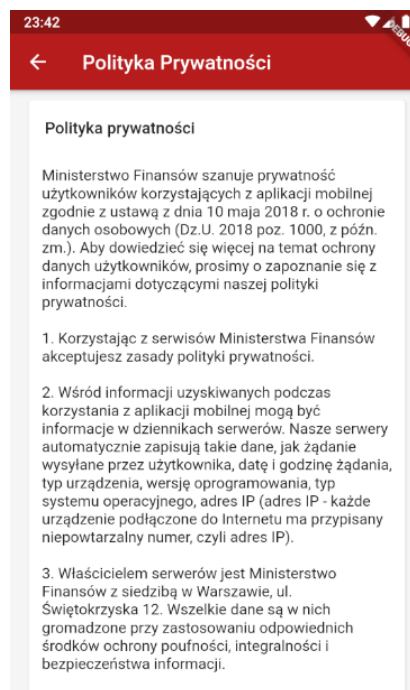 23:42
DEBUG
Polityka Prywatności
Polityka prywatności
Ministerstwo Finansów szanuje prywatność
użytkowników korzystających z aplikacji mobilnej
zgodnie z ustawą z dnia 10 maja 2018 r. o ochronie
danych osobowych (Dz.U. 2018 poz. 1000, z późn.
zm.). Aby dowiedzieć się więcej na temat ochrony
danych użytkowników, prosimy o zapoznanie się z
informacjami dotyczącymi naszej polityki
prywatności.
1. Korzystając z serwisów Ministerstwa Finansów
akceptujesz zasady polityki prywatności.
2. Wśród informacji uzyskiwanych podczas
korzystania z aplikacji mobilnej mogą być
informacje w dziennikach serwerów. Nasze serwery
automatycznie zapisują takie dane, jak żądanie
wysyłane przez użytkownika, datę i godzinę żądania,
typ urządzenia, wersję oprogramowania, typ
systemu operacyjnego, adres IP (adres IP - każde
urządzenie podłączone do Internetu ma przypisany
niepowtarzalny numer, czyli adres IP).
3. Właścicielem serwerów jest Ministerstwo
Finansów z siedzibą w Warszawie, ul.
Świętokrzyska 12. Wszelkie dane są w nich
gromadzone przy zastosowaniu odpowiednich
środków ochrony poufności, integralności i
bezpieczeństwa informacji.